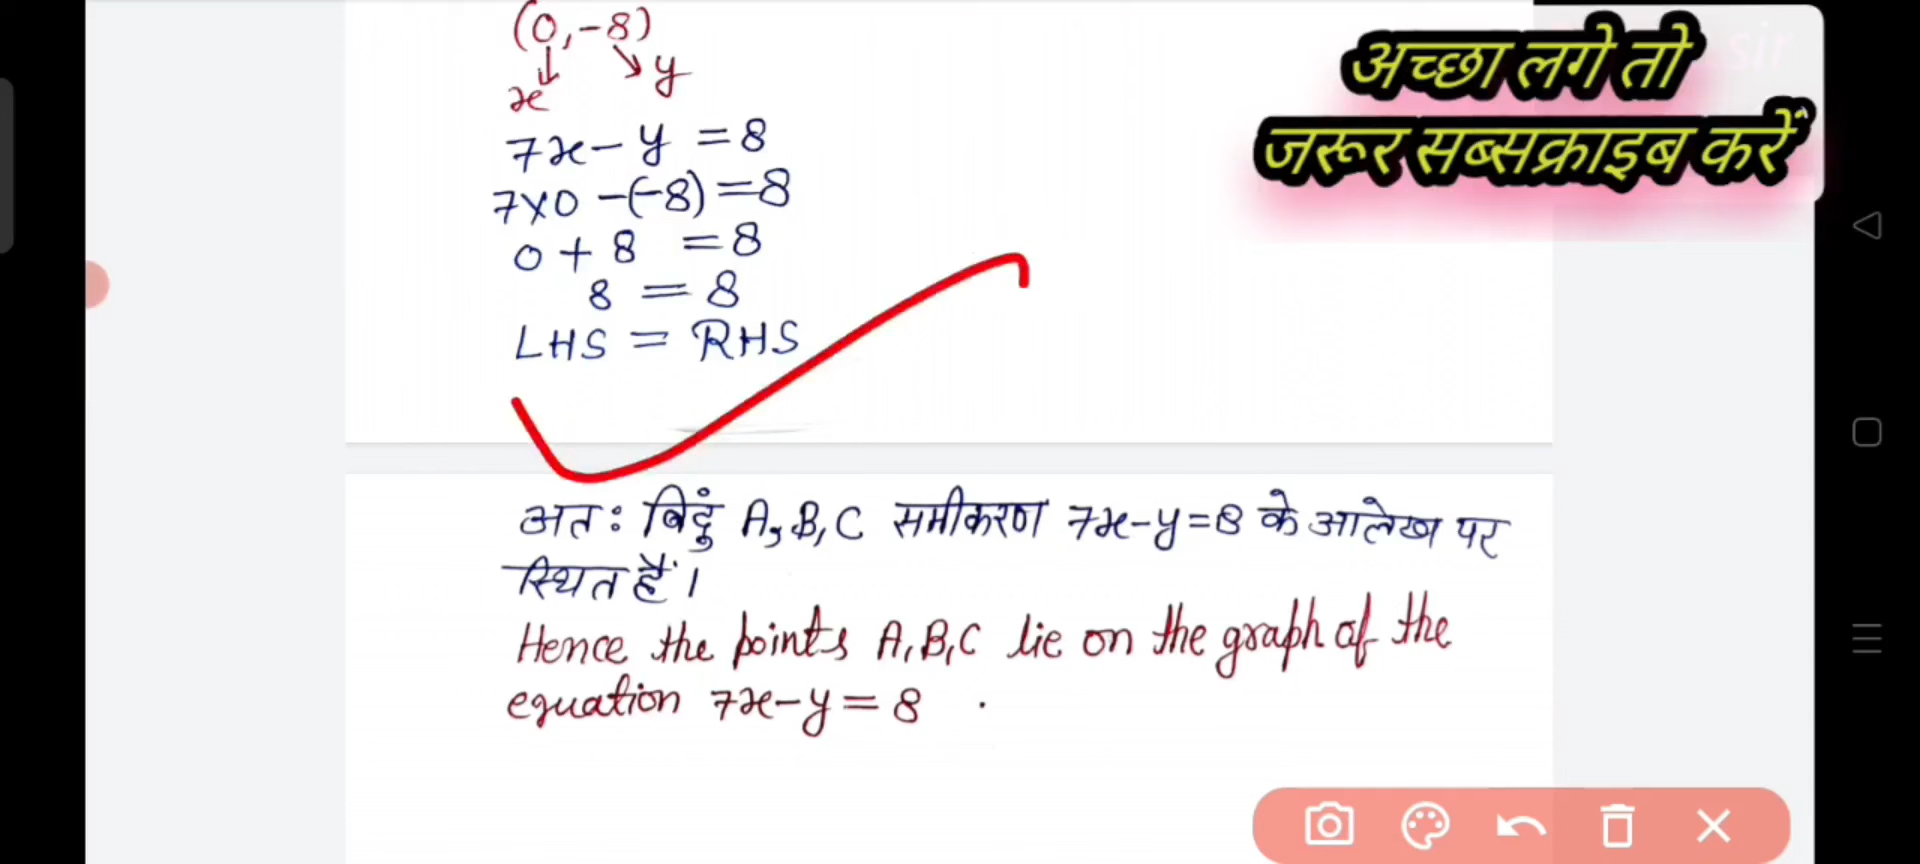 (0, -8)
x y
7x - y = 8
7×0 -(-8) = 8
0 + 8 = 8
8 = 8
LHS = RHS
अतः बिंदुं A, B, C समीकरण 7x-y=8 के आलेख पर
स्थित हैं।
Hence the points A, B, C lie on the graph of the
equation 7x-y = 8 .
sir
अच्छा लगे तो
जरूर सब्सक्राइब करें